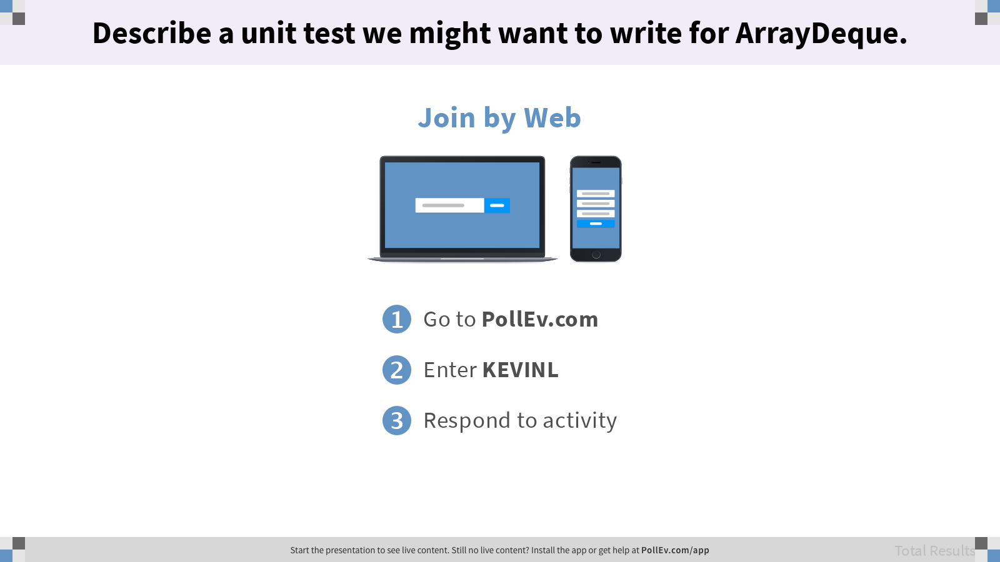 Describe a unit test we might want to write for ArrayDeque.
Join by Web
1 Go to PollEv.com
2 Enter KEVINL
3 Respond to activity
Start the presentation to see live content. Still no live content? Install the app or get help at PollEv.com/app
Total Results